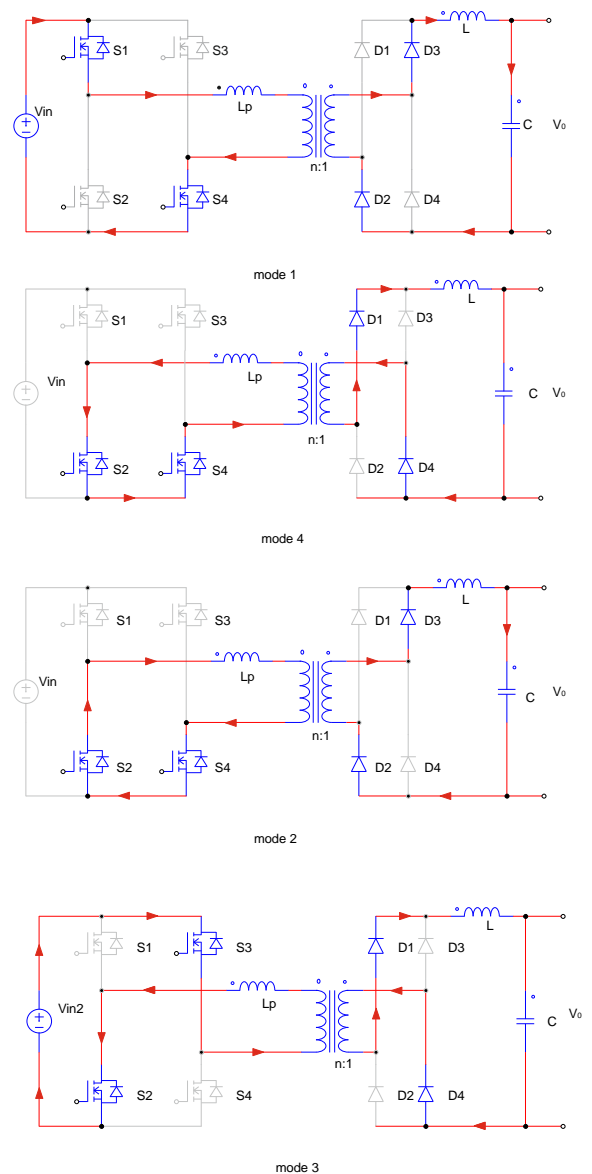 S1 S3 D1 D3 L
Vin Lp C V₀
n:1
S2 S4 D2 D4
mode 1
S1 S3 D1 D3 L
Vin Lp C V₀
n:1
S2 S4 D2 D4
mode 4
S1 S3 D1 D3 L
Vin Lp C V₀
n:1
S2 S4 D2 D4
mode 2
S1 S3 D1 D3 L
Vin2 Lp C V₀
n:1
S2 S4 D2 D4
mode 3